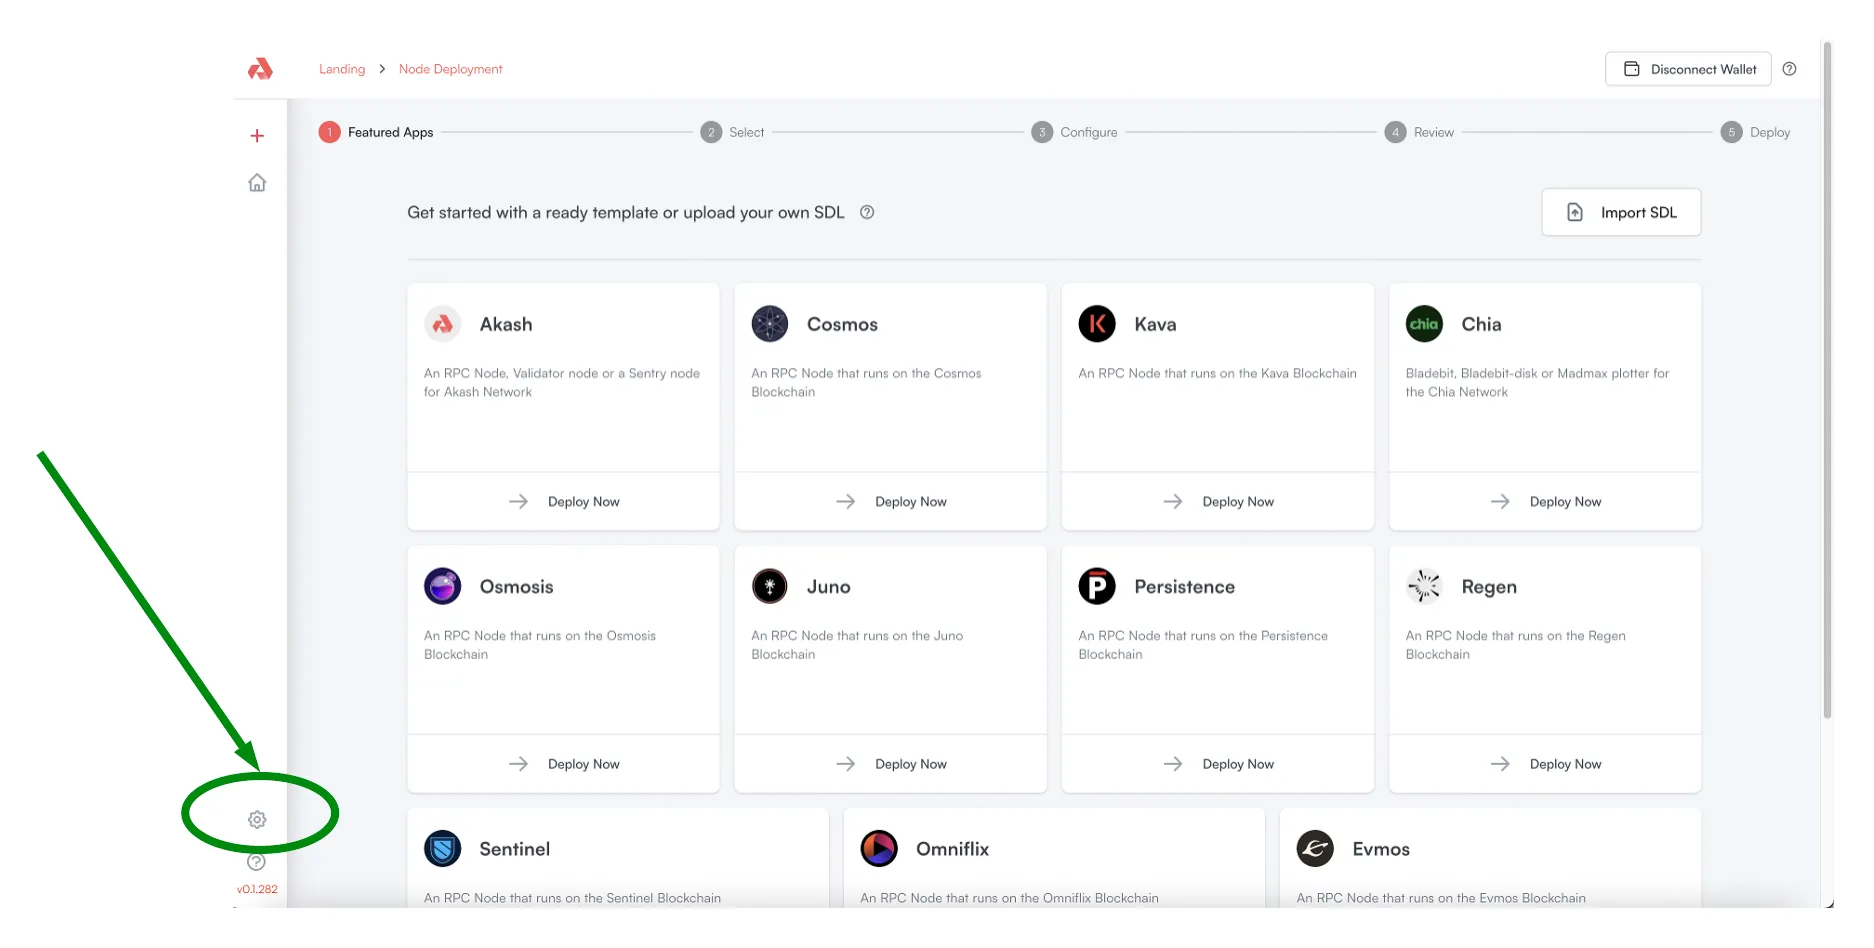 Landing > Node Deployment
Disconnect Wallet
1 Featured Apps
2 Select
3 Configure
4 Review
5 Deploy
Get started with a ready template or upload your own SDL
Import SDL
Akash
An RPC Node, Validator node or a Sentry node
for Akash Network
Deploy Now
Cosmos
An RPC Node that runs on the Cosmos
Blockchain
Deploy Now
Kava
An RPC Node that runs on the Kava Blockchain
Deploy Now
chia
Chia
Bladebit, Bladebit-disk or Madmax plotter for
the Chia Network
Deploy Now
Osmosis
An RPC Node that runs on the Osmosis
Blockchain
Deploy Now
Juno
An RPC Node that runs on the Juno
Blockchain
Deploy Now
Persistence
An RPC Node that runs on the Persistence
Blockchain
Deploy Now
Regen
An RPC Node that runs on the Regen
Blockchain
Deploy Now
Sentinel
An RPC Node that runs on the Sentinel Blockchain
Omniflix
An RPC Node that runs on the Omniflix Blockchain
Evmos
An RPC Node that runs on the Evmos Blockchain
v0.1.282